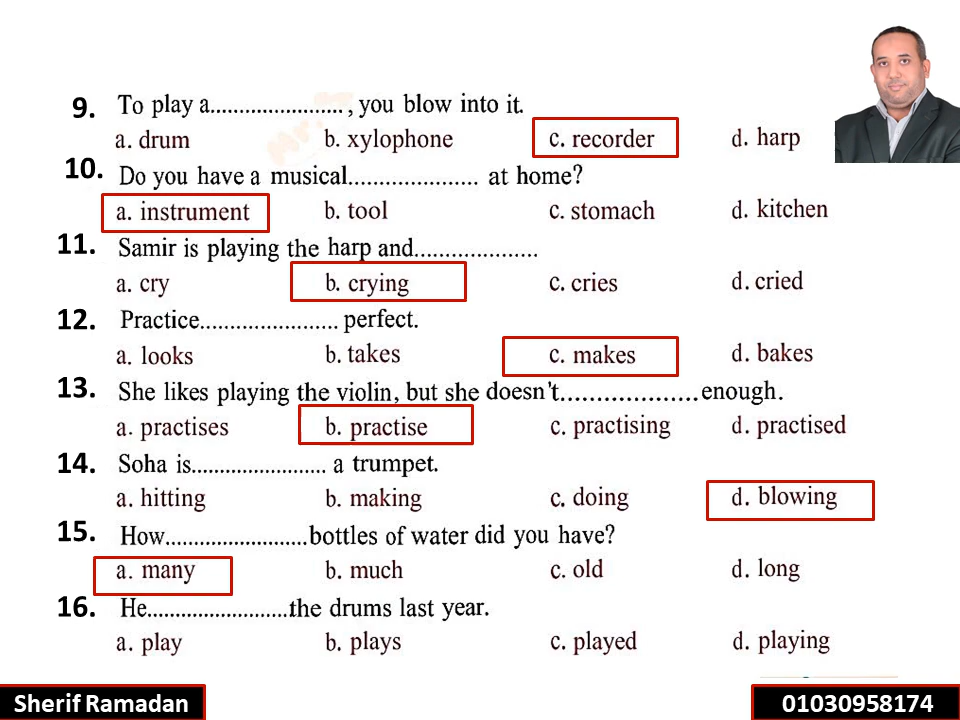 9. To play a......................, you blow into it.
a. drum b. xylophone c. recorder d. harp
10. Do you have a musical...................... at home?
a. instrument b. tool c. stomach d. kitchen
11. Samir is playing the harp and.....................
a. cry b. crying c. cries d. cried
12. Practice....................... perfect.
a. looks b. takes c. makes d. bakes
13. She likes playing the violin, but she doesn't...................enough.
a. practises b. practise c. practising d. practised
14. Soha is....................... a trumpet.
a. hitting b. making c. doing d. blowing
15. How........................bottles of water did you have?
a. many b. much c. old d. long
16. He........................the drums last year.
a. play b. plays c. played d. playing
Sherif Ramadan 01030958174